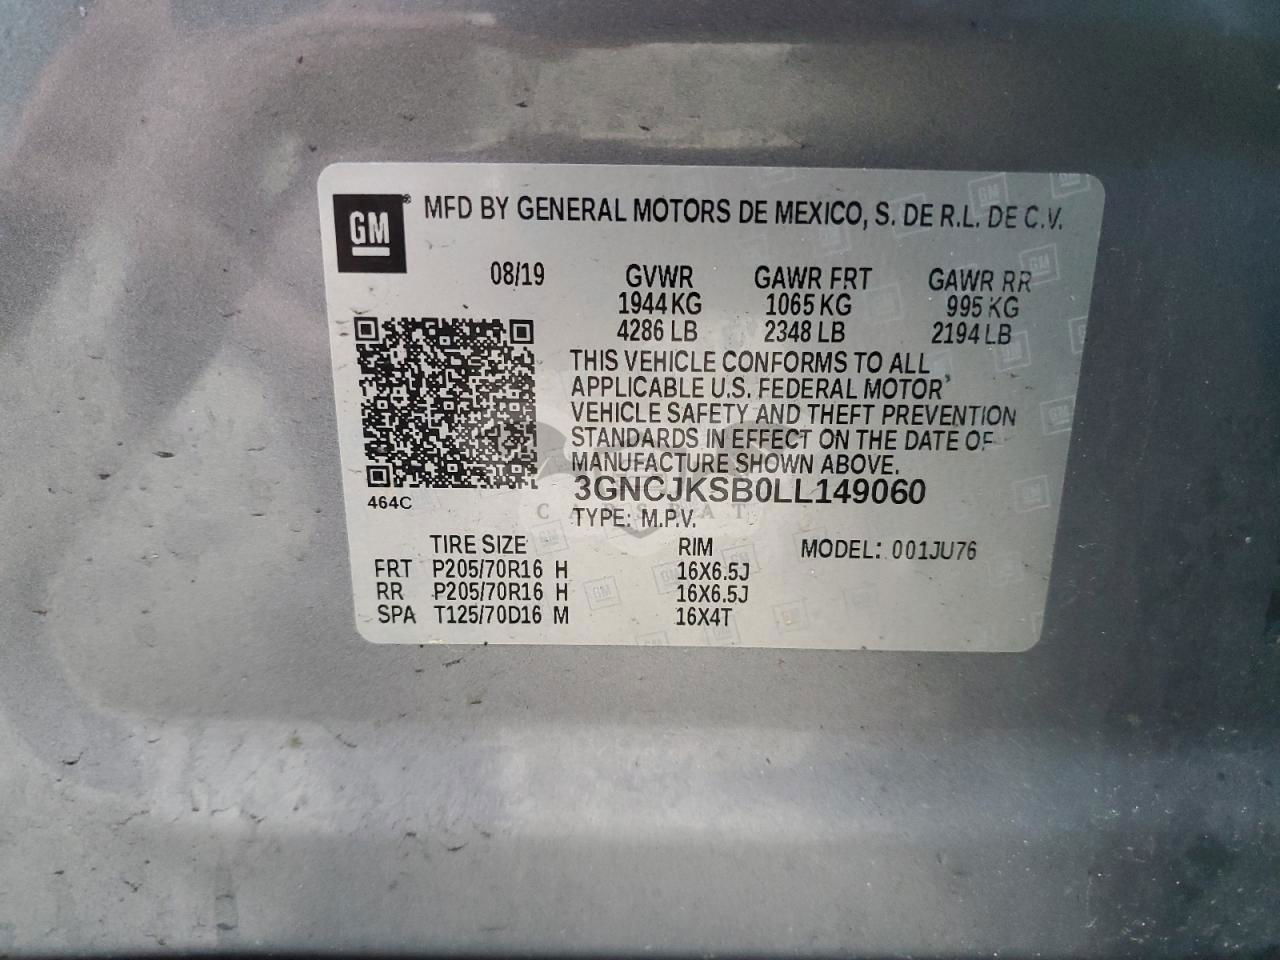 GM® MFD BY GENERAL MOTORS DE MEXICO, S. DE R.L. DE C.V.
08/19 GVWR GAWR FRT GAWR RR
1944 KG 1065 KG 995 KG
4286 LB 2348 LB 2194 LB
THIS VEHICLE CONFORMS TO ALL
APPLICABLE U.S. FEDERAL MOTOR
VEHICLE SAFETY AND THEFT PREVENTION
STANDARDS IN EFFECT ON THE DATE OF
MANUFACTURE SHOWN ABOVE.
464C 3GNCJKSB0LL149060
CARSBAT
TYPE: M.P.V.
TIRE SIZE RIM MODEL: 001JU76
FRT P205/70R16 H 16X6.5J
RR P205/70R16 H 16X6.5J
SPA T125/70D16 M 16X4T